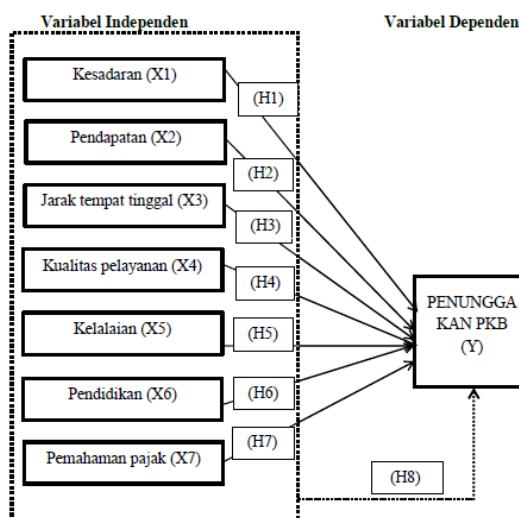 Variabel Independen
Variabel Dependen
Kesadaran (X1)
(H1)
Pendapatan (X2)
(H2)
Jarak tempat tinggal (X3)
(H3)
Kualitas pelayanan (X4)
(H4)
Kelalaian (X5)
(H5)
Pendidikan (X6)
(H6)
Pemahaman pajak (X7)
(H7)
PENUNGGA
KAN PKB
(Y)
(H8)